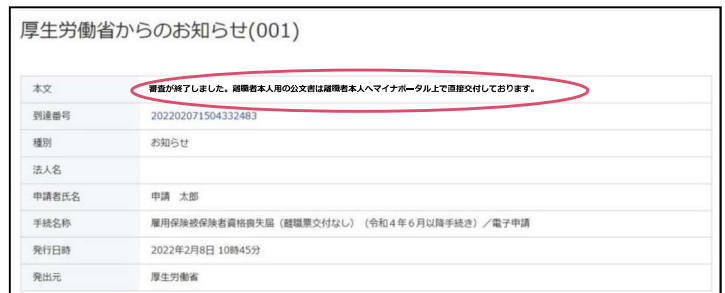 厚生労働省からのお知らせ(001)
本文 審査が終了しました。離職者本人用の公文書は離職者本人へマイナポータル上で直接交付しております。
到達番号 202202071504332483
種別 お知らせ
法人名
申請者氏名 申請 太郎
手続名称 雇用保険被保険者資格喪失届（離職票交付なし）（令和4年6月以降手続き）／電子申請
発行日時 2022年2月8日 10時45分
発出元 厚生労働省